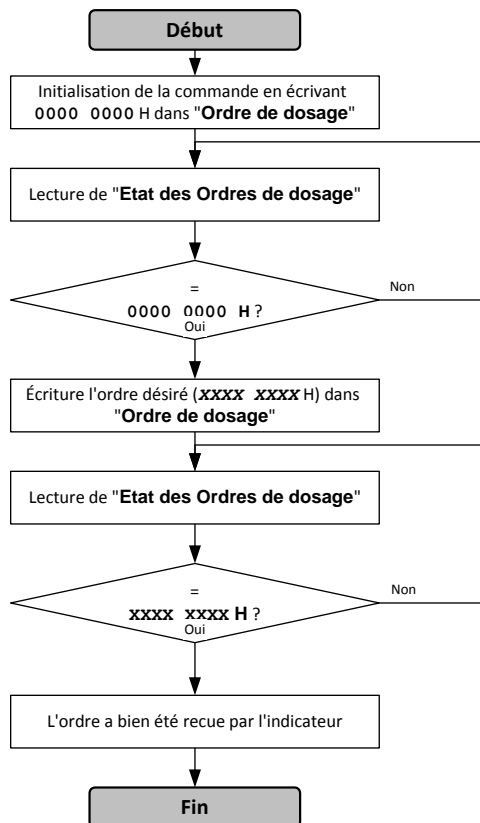 Début
Initialisation de la commande en écrivant
0000 0000 H dans "Ordre de dosage"
Lecture de "Etat des Ordres de dosage"
=
0000 0000 H ?
Oui
Non
Écriture l'ordre désiré (xxxx xxxx H) dans
"Ordre de dosage"
Lecture de "Etat des Ordres de dosage"
=
xxxx xxxx H ?
Oui
Non
L'ordre a bien été recue par l'indicateur
Fin